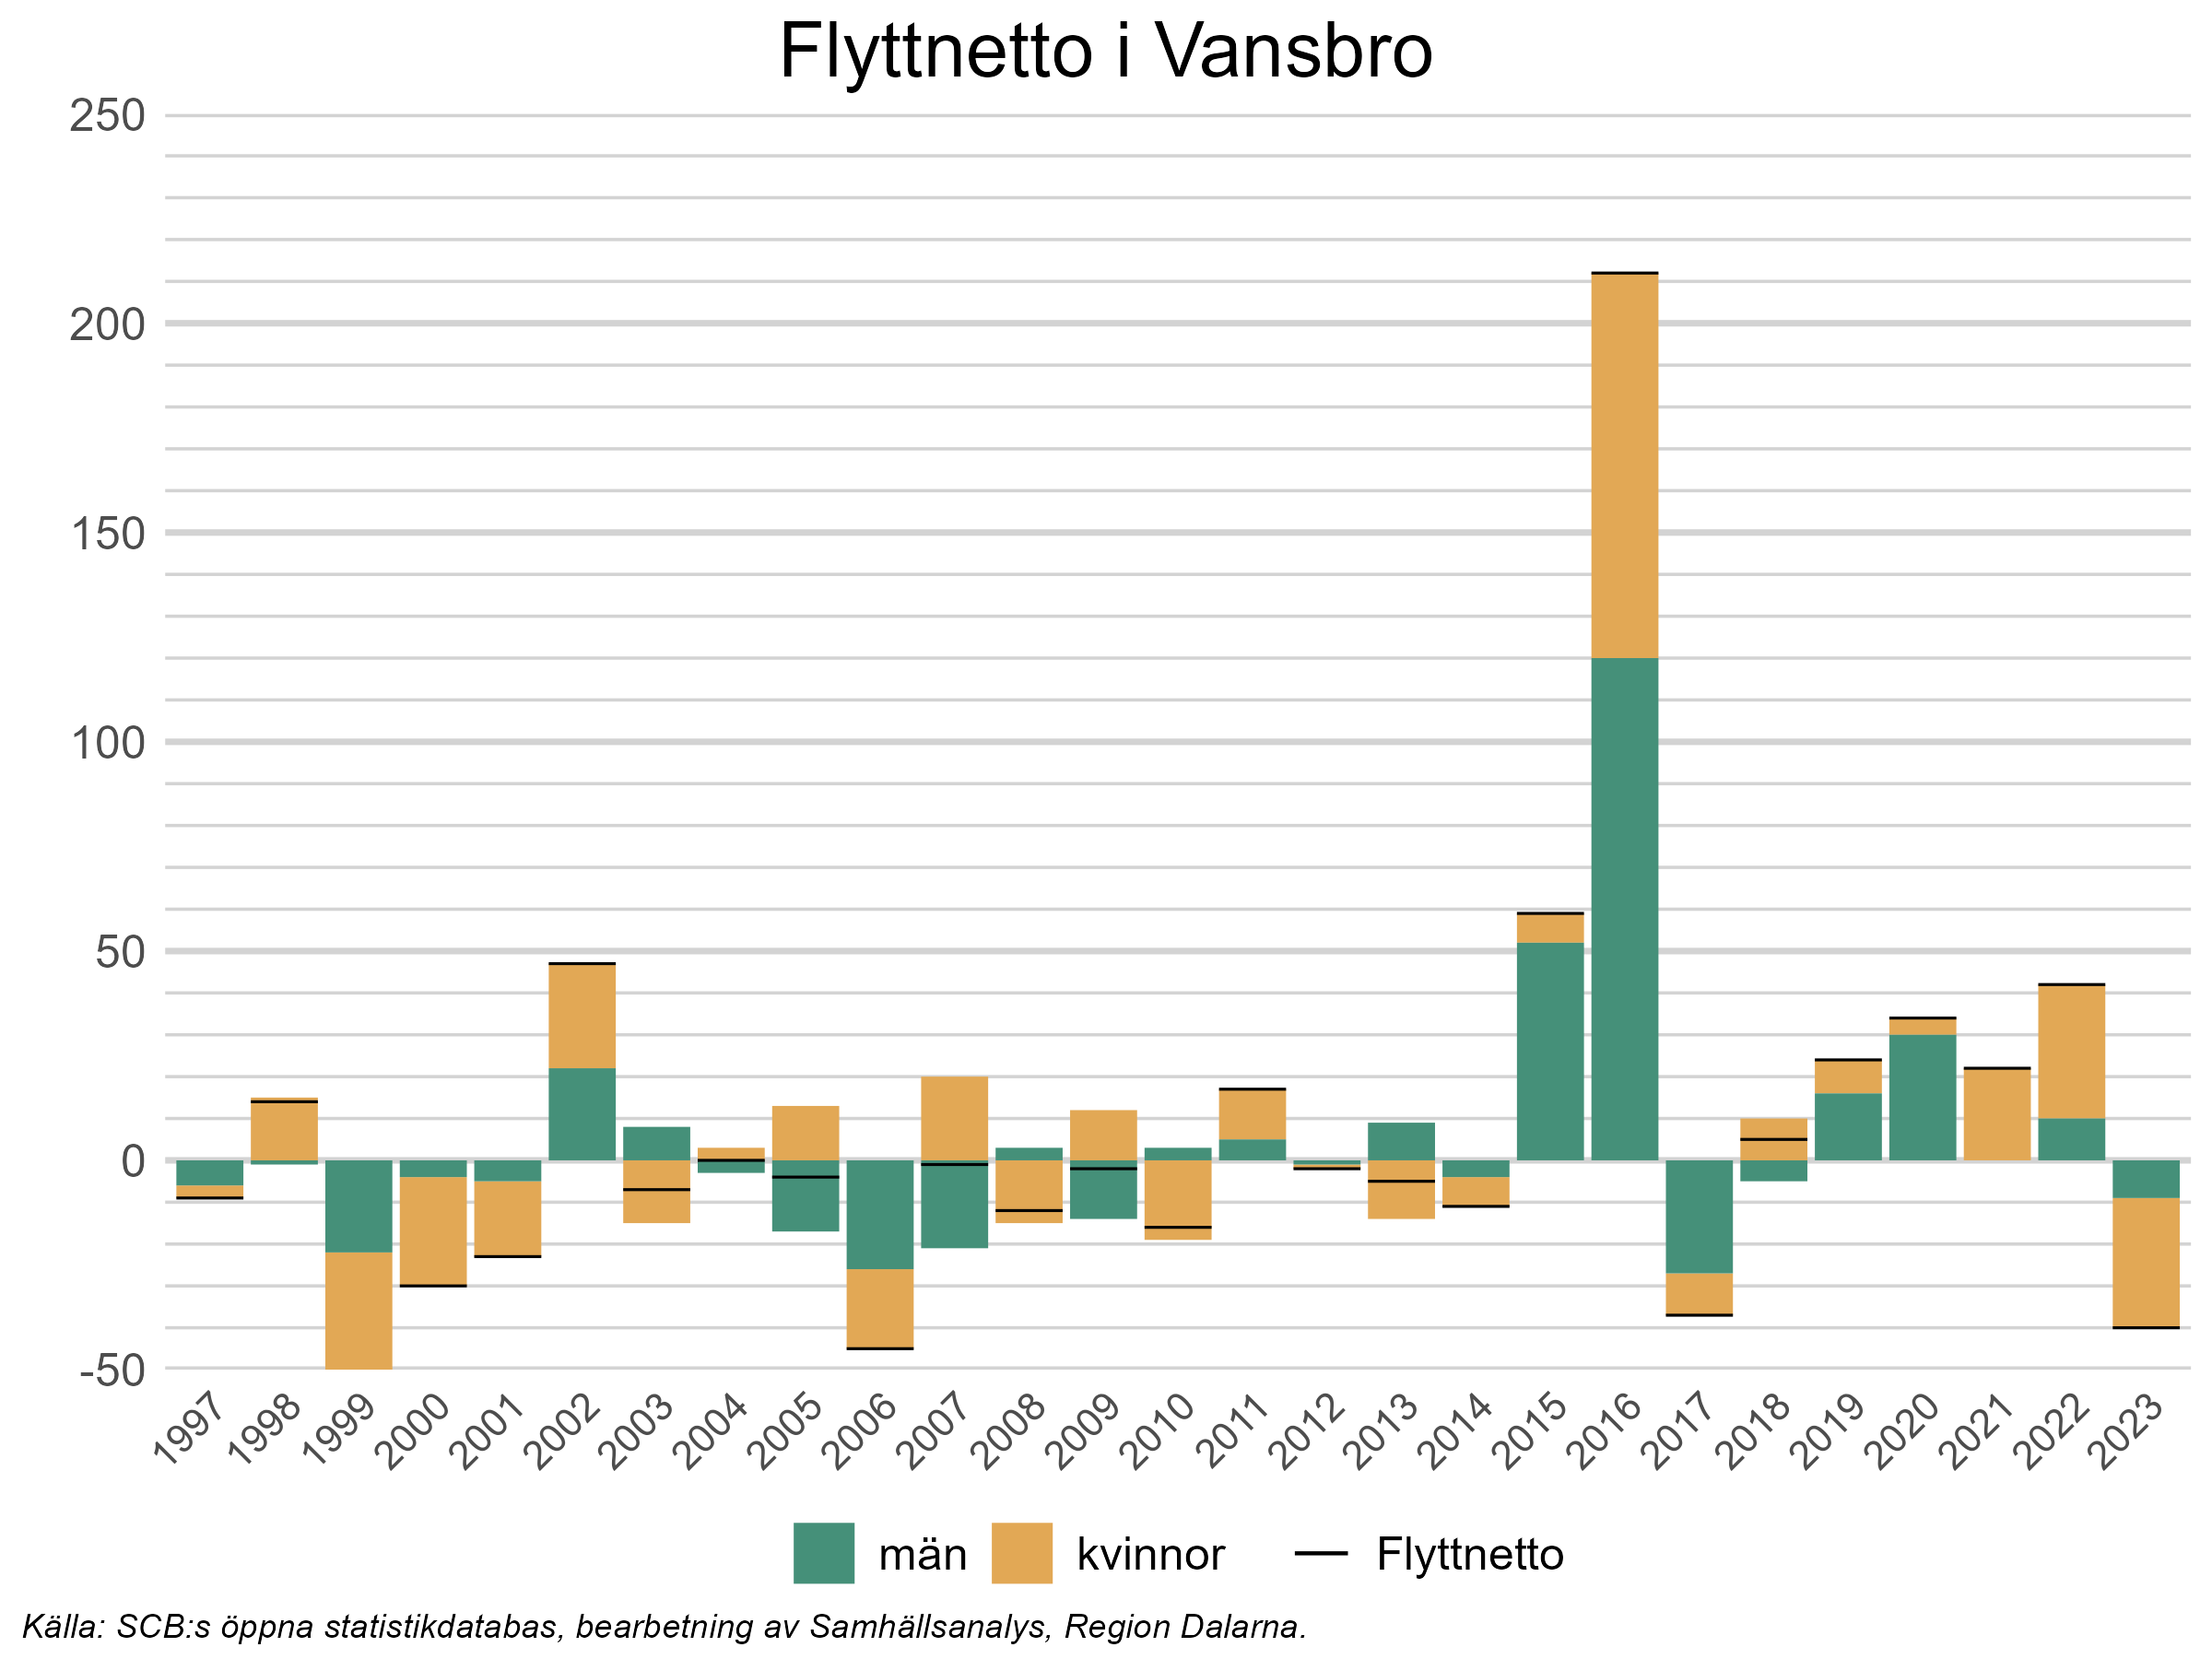 Flyttnetto i Vansbro
250
200
150
100
50
0
-50
1997 1998 1999 2000 2001 2002 2003 2004 2005 2006 2007 2008 2009 2010 2011 2012 2013 2014 2015 2016 2017 2018 2019 2020 2021 2022 2023
män kvinnor Flyttnetto
Källa: SCB:s öppna statistikdatabas, bearbetning av Samhällsanalys, Region Dalarna.